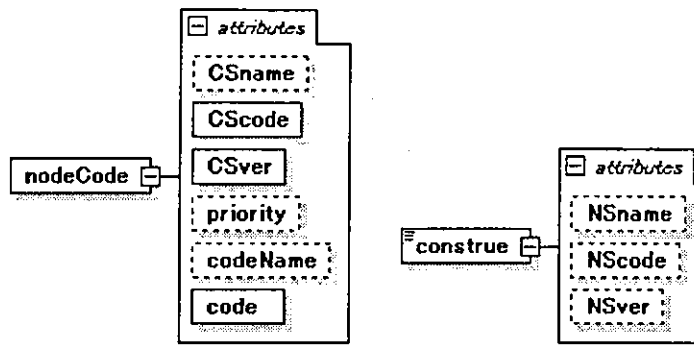 attributes
CSname
CScode
CSver
nodeCode
priority
codeName
code
attributes
NSname
construe
NScode
NSver